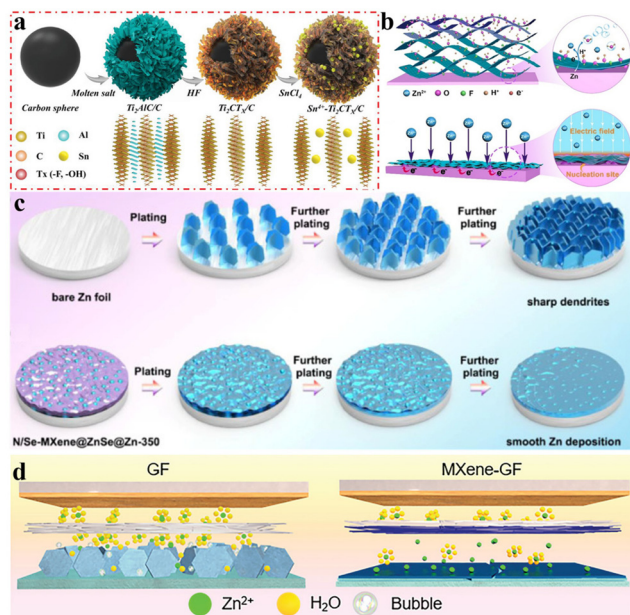 a
Carbon sphere
Molten salt
Ti₂AlC/C
HF
Ti₂CTₓ/C
SnCl₄
Sn⁴⁺-Ti₂CTₓ/C
Ti
Al
C
Sn
Tx (-F, -OH)
b
Zn²⁺
H⁺
e⁻
Zn
Zn²⁺ O F H⁺ e⁻
Electric field
e⁻ e⁻ e⁻ e⁻
Nucleation site
c
Plating
Further
plating
Further
plating
bare Zn foil
sharp dendrites
Plating
Further
plating
Further
plating
N/Se-MXene@ZnSe@Zn-350
smooth Zn deposition
d
GF
MXene-GF
Zn²⁺
H₂O
Bubble